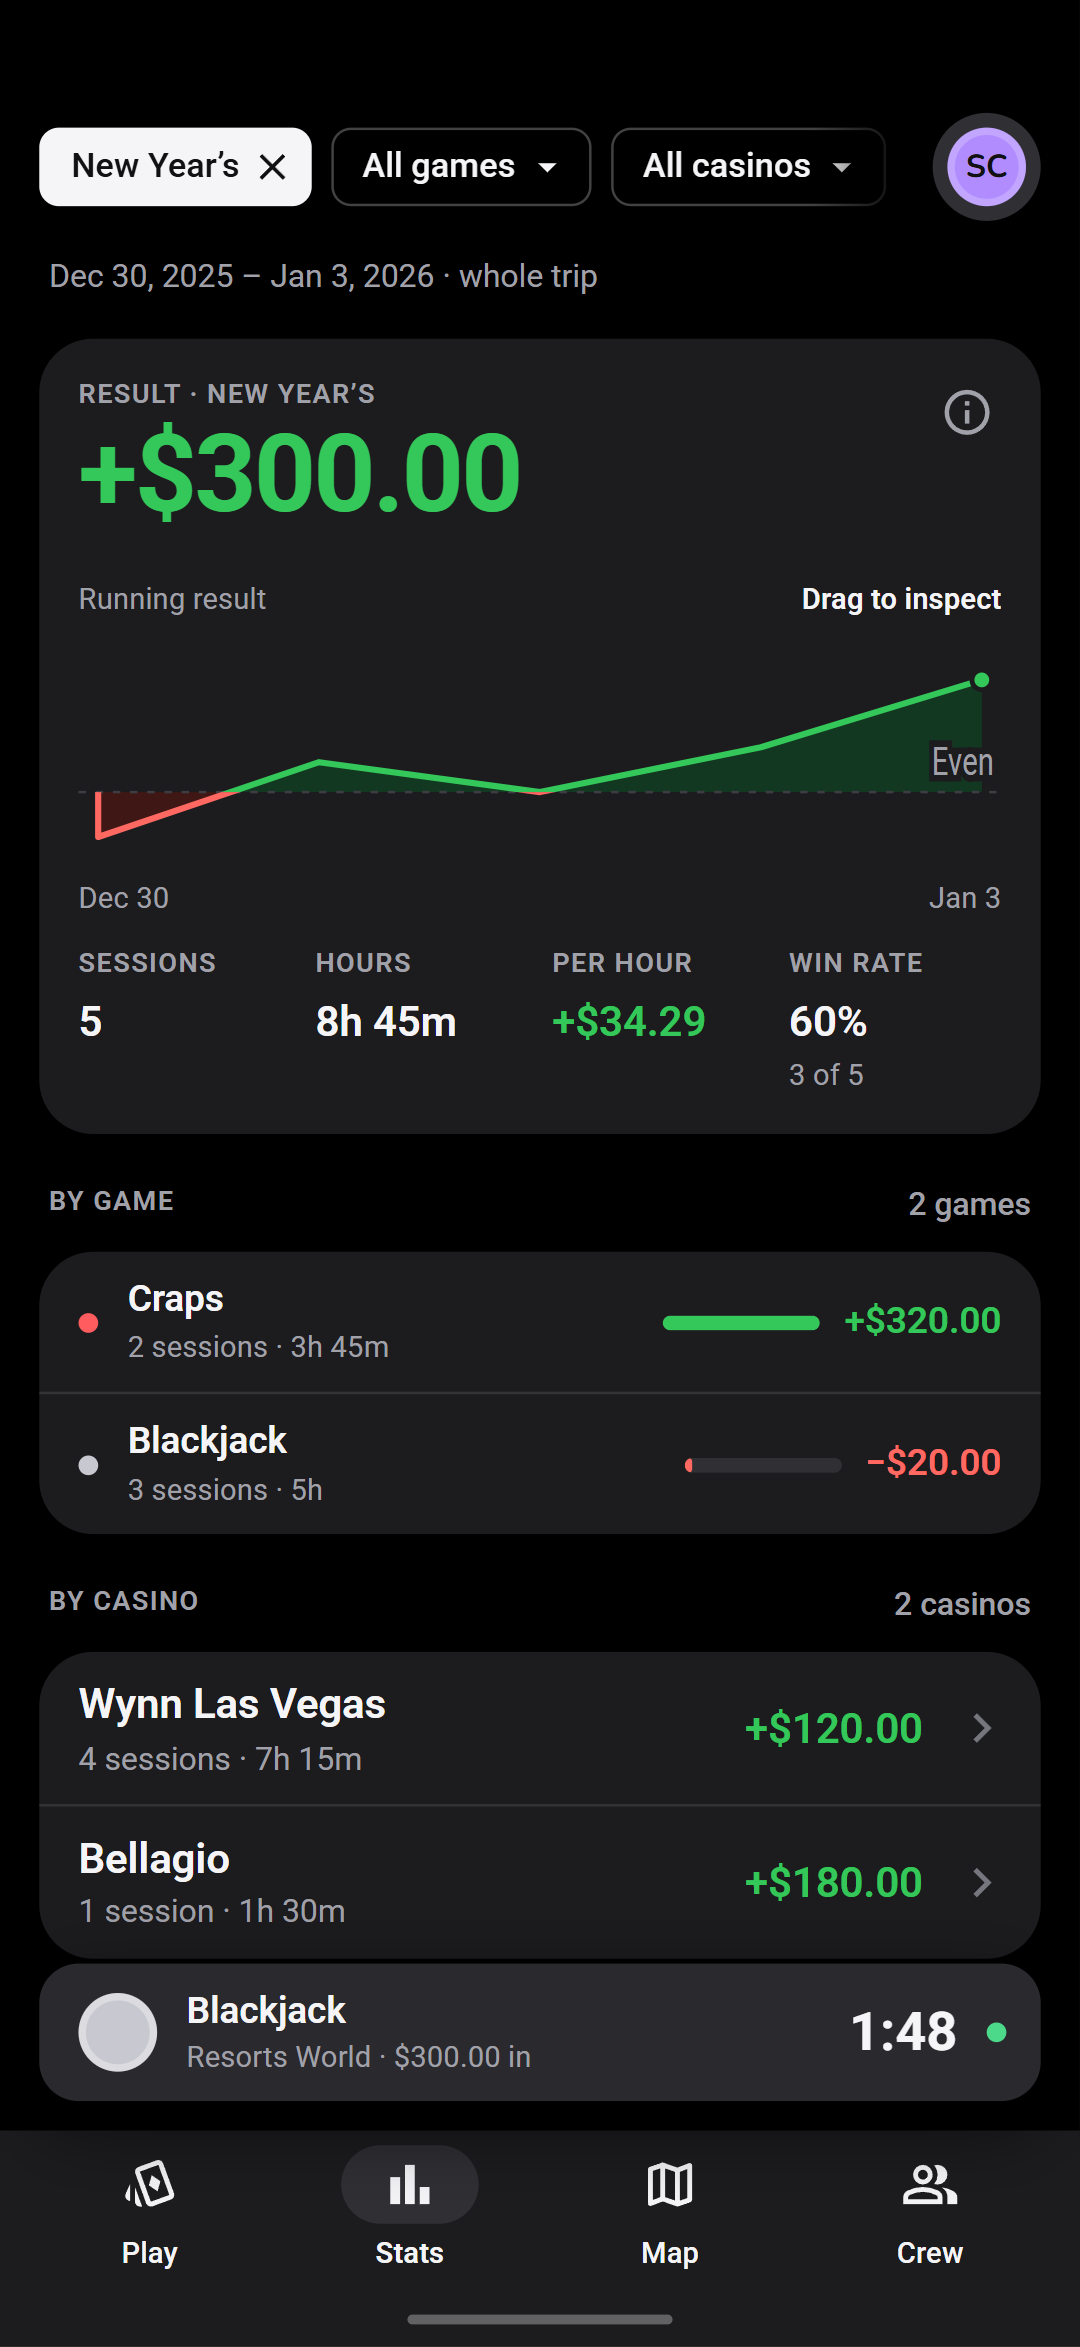 New Year’s
All games
All casinos
SC
Dec 30, 2025 – Jan 3, 2026 · whole trip
RESULT · NEW YEAR’S
+$300.00
Running result
Drag to inspect
Even
Dec 30
Jan 3
SESSIONS
HOURS
PER HOUR
WIN RATE
5
8h 45m
+$34.29
60%
3 of 5
BY GAME
2 games
Craps
2 sessions · 3h 45m
+$320.00
Blackjack
3 sessions · 5h
−$20.00
BY CASINO
2 casinos
Wynn Las Vegas
4 sessions · 7h 15m
+$120.00
Bellagio
1 session · 1h 30m
+$180.00
Blackjack
Resorts World · $300.00 in
1:48
Play
Stats
Map
Crew